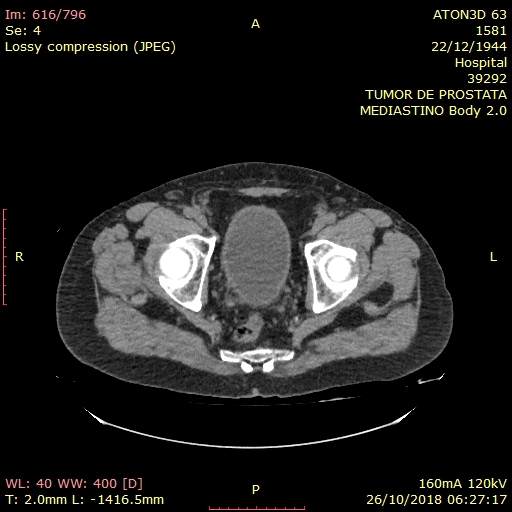 Im: 616/796
Se: 4
Lossy compression (JPEG)
A
ATON3D 63
1581
22/12/1944
Hospital
39292
TUMOR DE PROSTATA
MEDIASTINO Body 2.0
R
L
WL: 40 WW: 400 [D]
T: 2.0mm L: -1416.5mm
P
160mA 120kV
26/10/2018 06:27:17